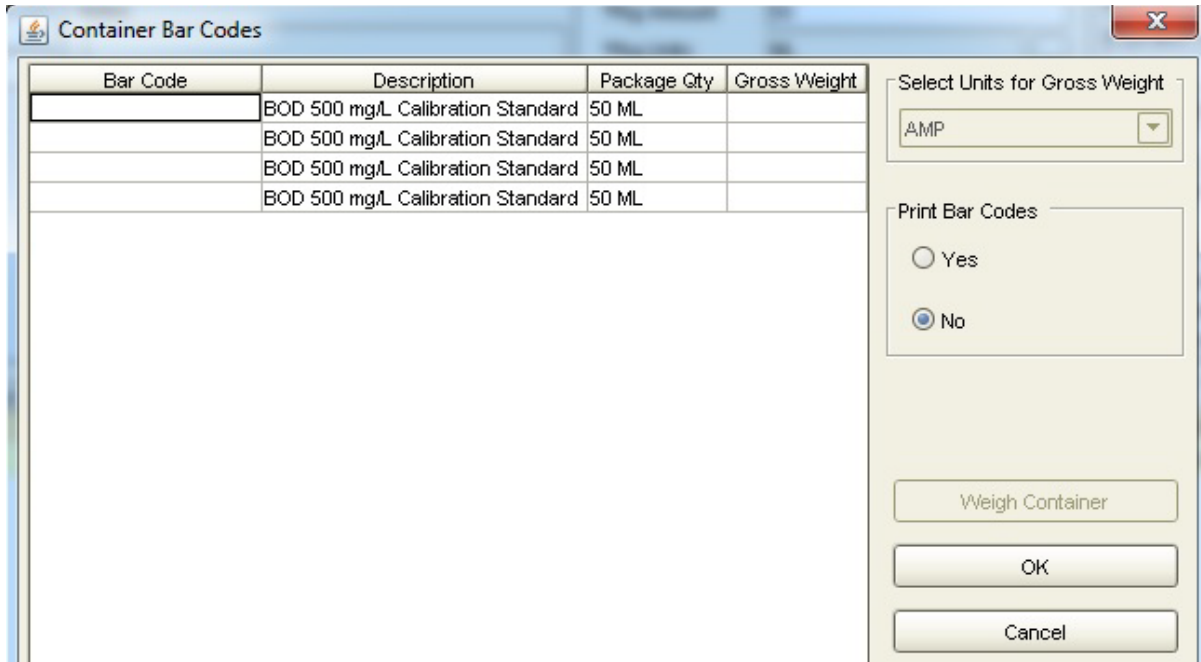 Container Bar Codes
Bar Code Description Package Qty Gross Weight
BOD 500 mg/L Calibration Standard 50 ML
BOD 500 mg/L Calibration Standard 50 ML
BOD 500 mg/L Calibration Standard 50 ML
BOD 500 mg/L Calibration Standard 50 ML
Select Units for Gross Weight
AMP
Print Bar Codes
Yes
No
Weigh Container
OK
Cancel